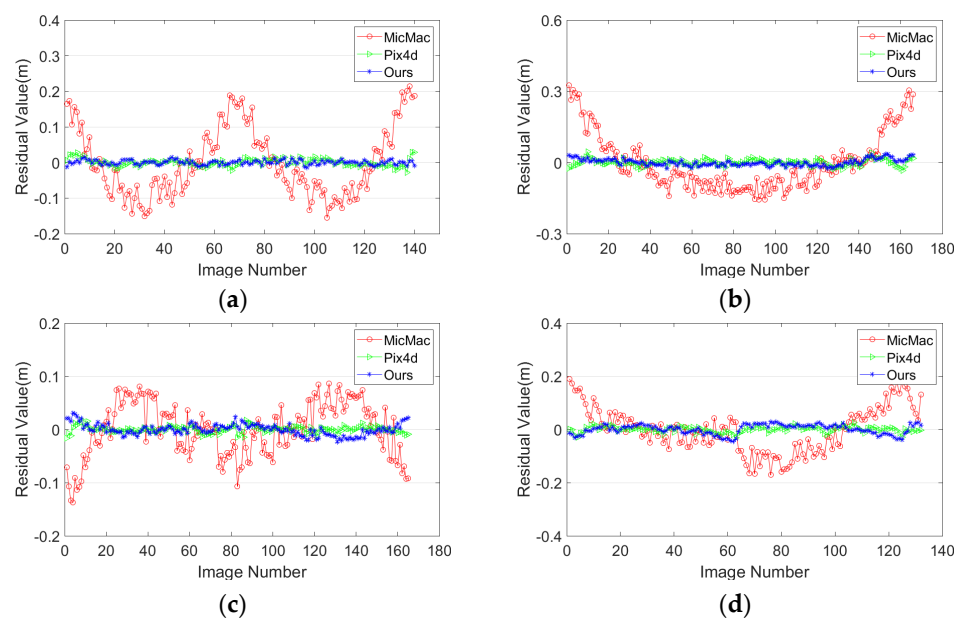 0.4
0.3
0.2
0.1
0
-0.1
-0.2
Residual Value(m)
MicMac
Pix4d
Ours
0 20 40 60 80 100 120 140
Image Number
(a)
0.6
0.3
0
-0.3
Residual Value(m)
MicMac
Pix4d
Ours
0 20 40 60 80 100 120 140 160 180
Image Number
(b)
0.2
0.1
0
-0.1
-0.2
Residual Value(m)
MicMac
Pix4d
Ours
0 20 40 60 80 100 120 140 160 180
Image Number
(c)
0.4
0.2
0
-0.2
-0.4
Residual Value(m)
MicMac
Pix4d
Ours
0 20 40 60 80 100 120 140
Image Number
(d)